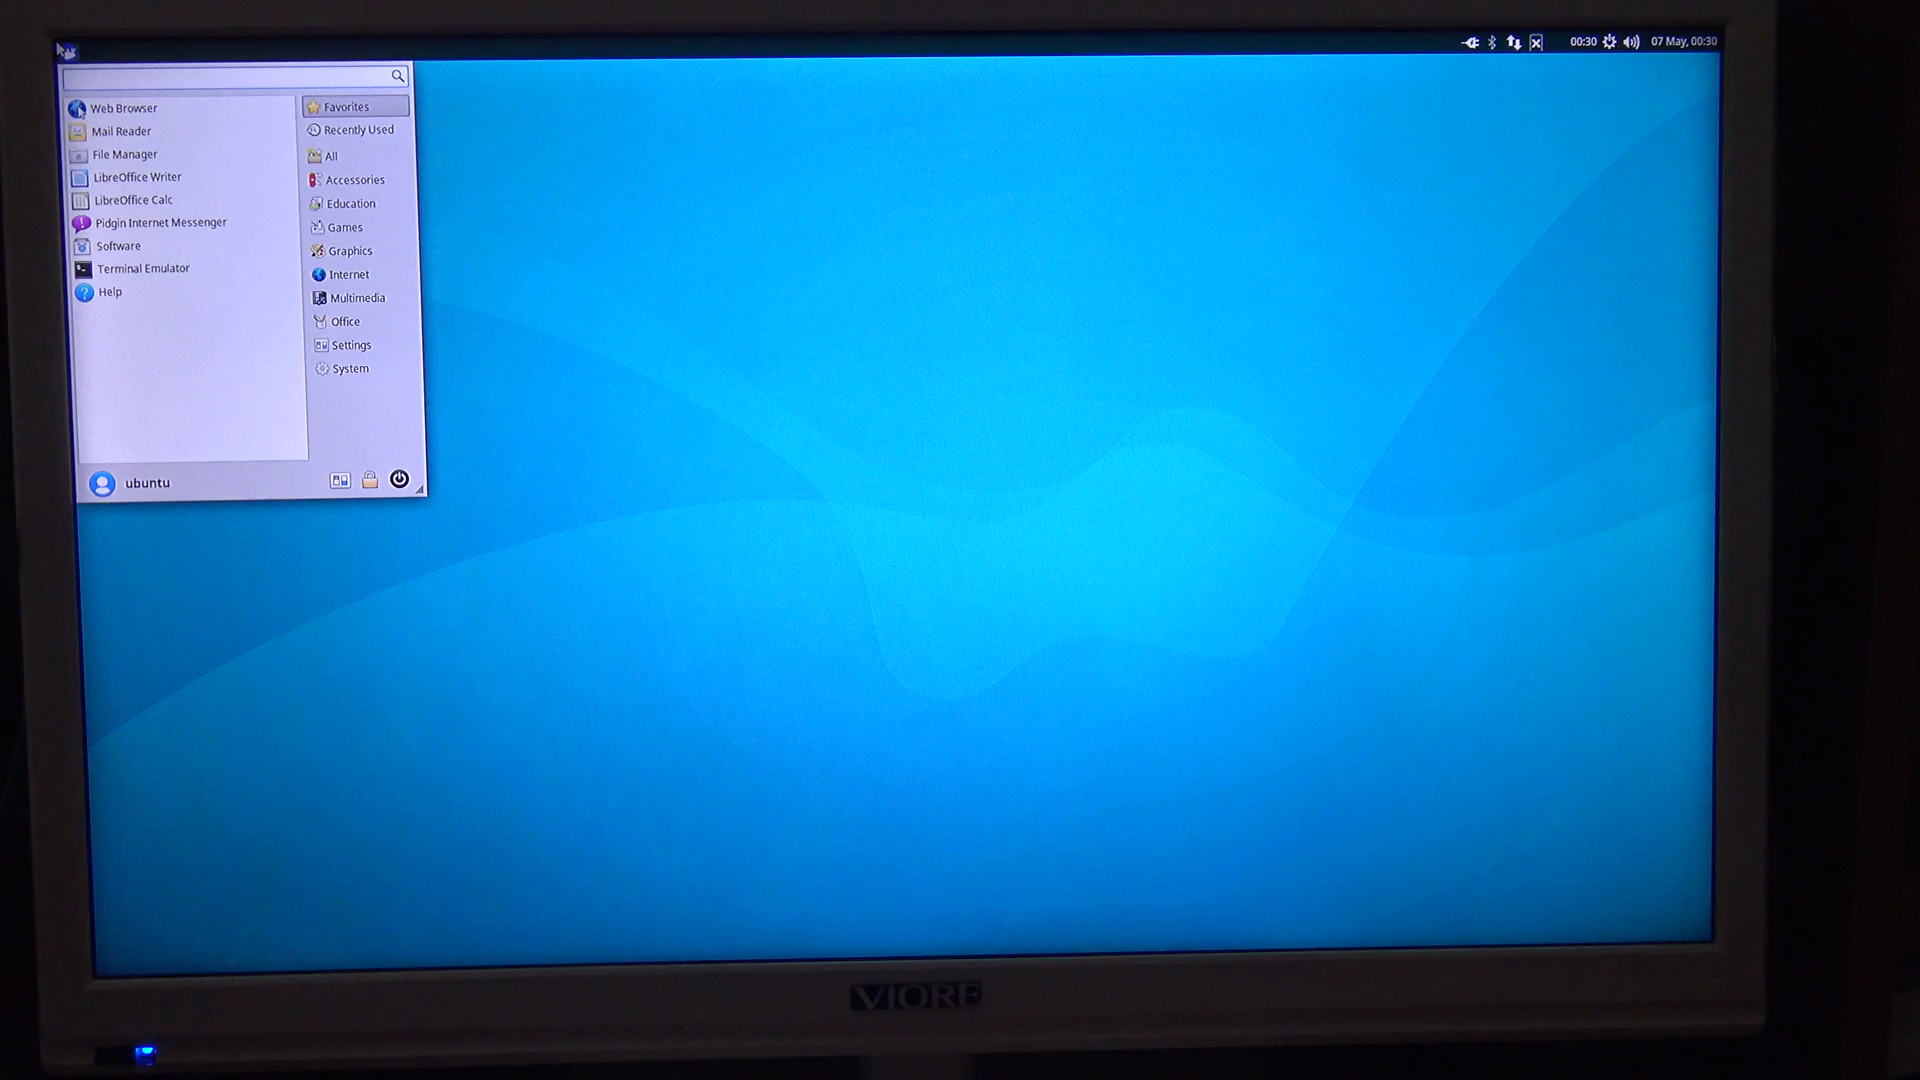 00:30
07 May, 00:30
Web Browser
Mail Reader
File Manager
LibreOffice Writer
LibreOffice Calc
Pidgin Internet Messenger
Software
Terminal Emulator
Help
Favorites
Recently Used
All
Accessories
Education
Games
Graphics
Internet
Multimedia
Office
Settings
System
ubuntu
VIORE